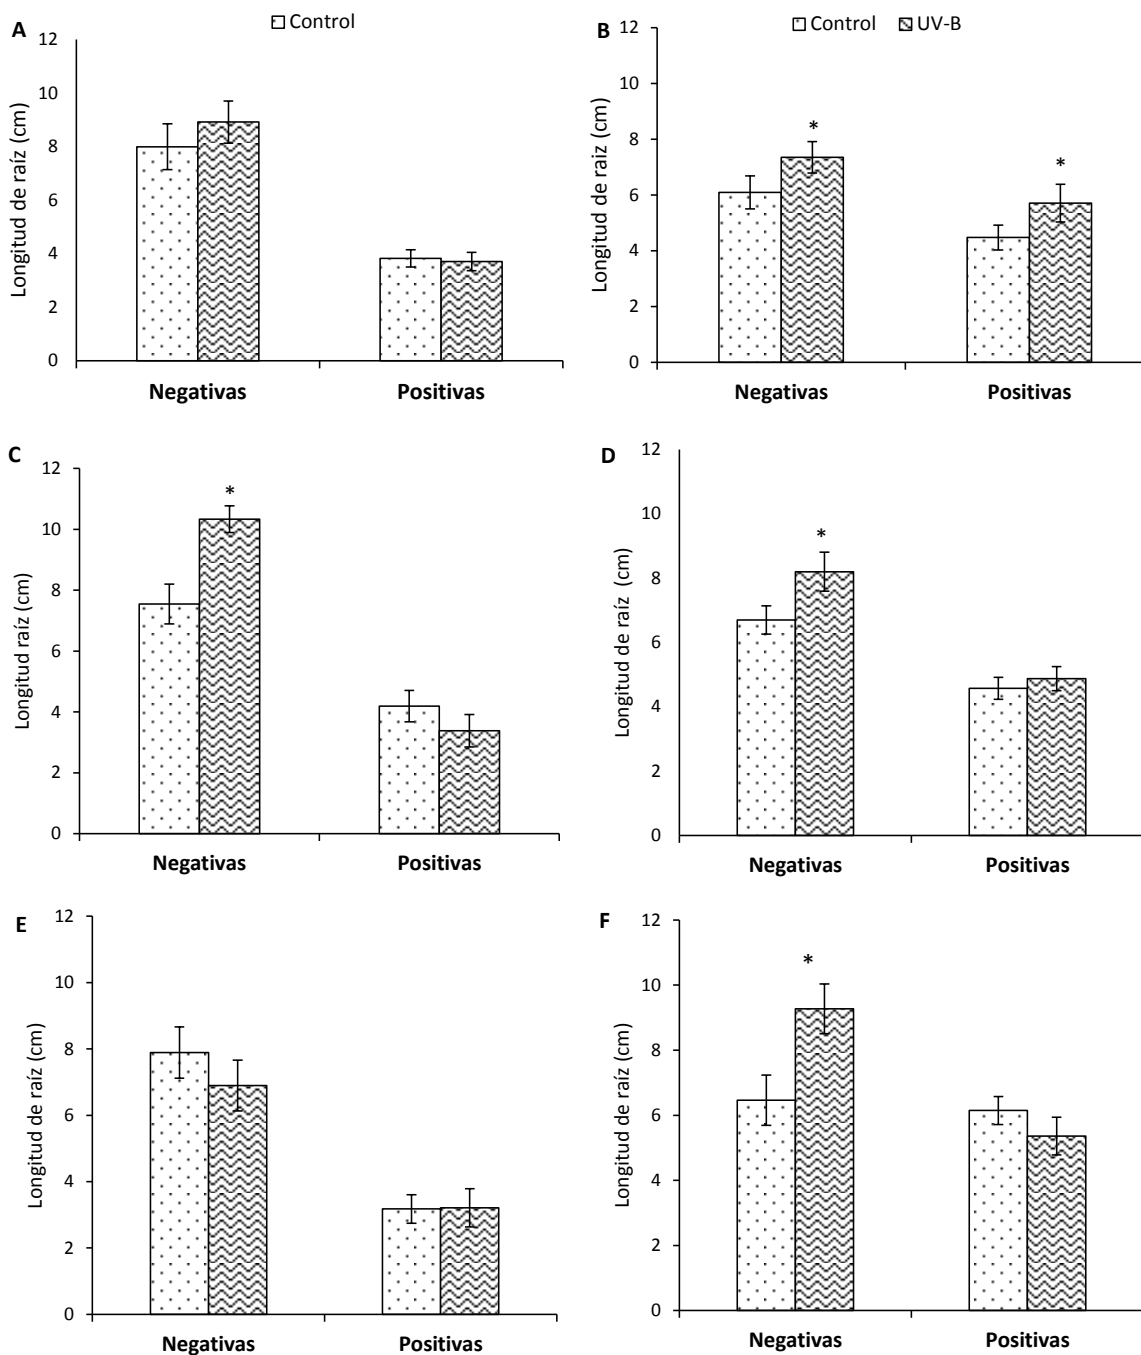 A
Control
Longitud de raíz (cm)
12
10
8
6
4
2
0
Negativas Positivas
B
Control UV-B
Longitud de raiz (cm)
12
10
8
6
4
2
0
*
*
Negativas Positivas
C
Longitud raíz (cm)
12
10
8
6
4
2
0
*
Negativas Positivas
D
Longitud de raíz (cm)
12
10
8
6
4
2
0
*
Negativas Positivas
E
Longitud de raíz (cm)
12
10
8
6
4
2
0
Negativas Positivas
F
Longitud de raíz (cm)
12
10
8
6
4
2
0
*
Negativas Positivas